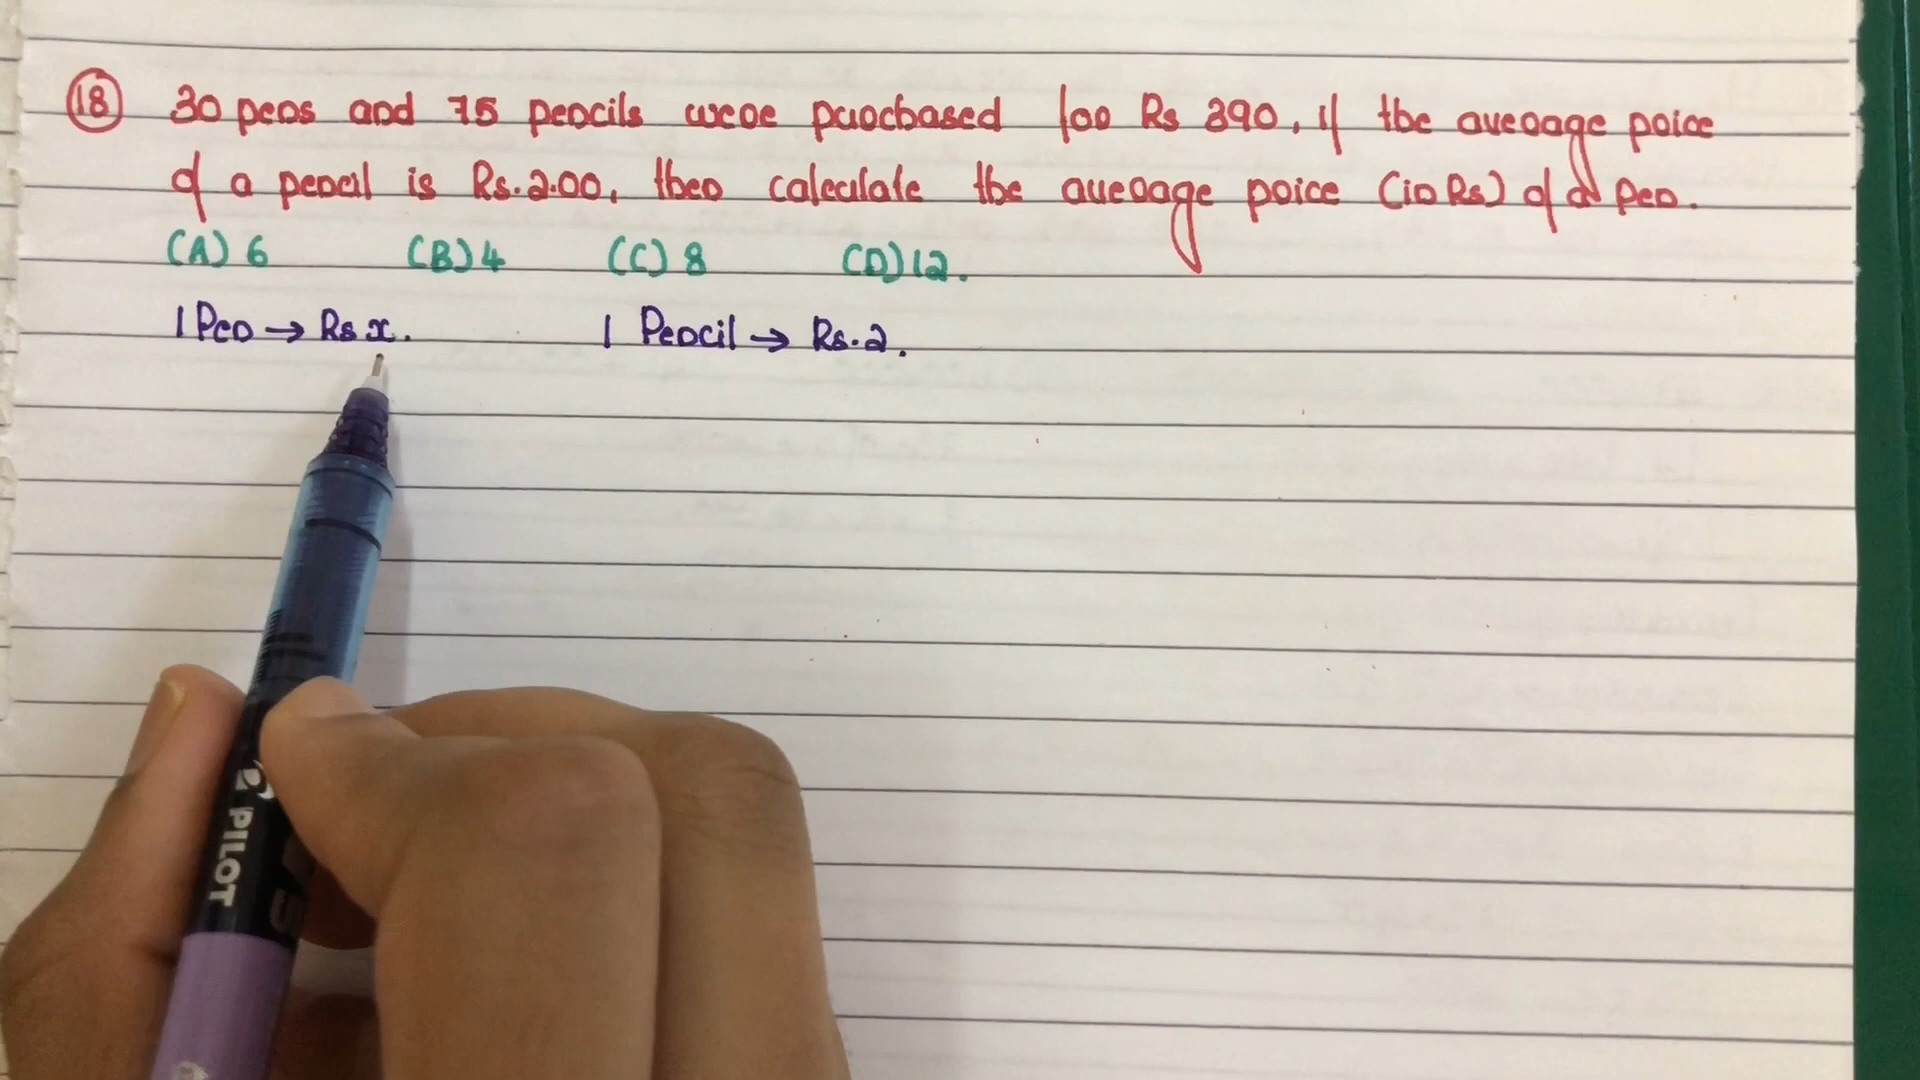 18 30 pens and 75 pencils were purchased for Rs 390, if the average price
of a pencil is Rs.2.00, then calculate the average price (in Rs) of a pen.
(A) 6 (B) 4 (C) 8 (D) 12.
1 Pen → Rs x. 1 Pencil → Rs.2.
PILOT